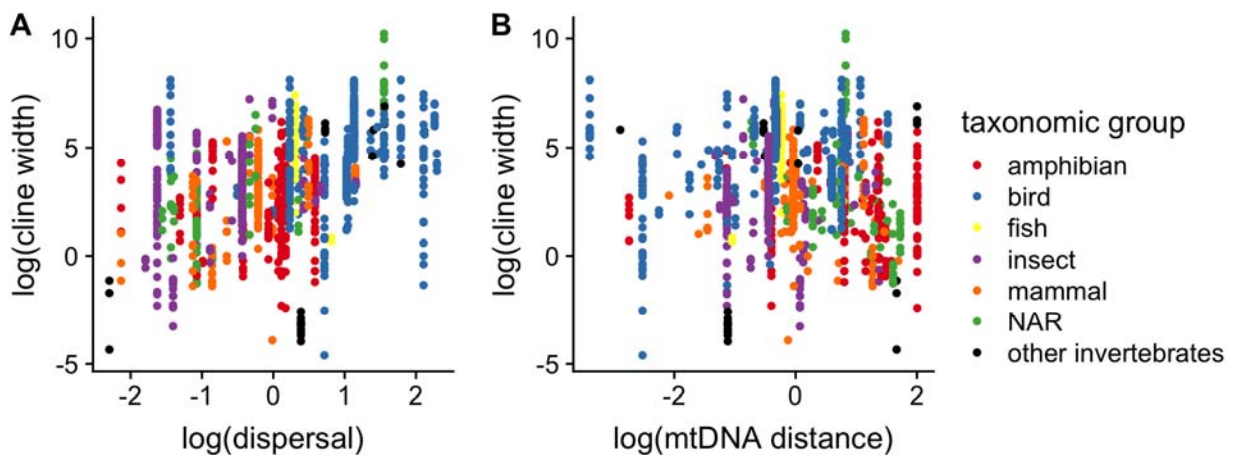 A
B
10
5
0
-5
log(cline width)
-2 -1 0 1 2
log(dispersal)
10
5
0
-5
log(cline width)
-2 0 2
log(mtDNA distance)
taxonomic group
amphibian
bird
fish
insect
mammal
NAR
other invertebrates